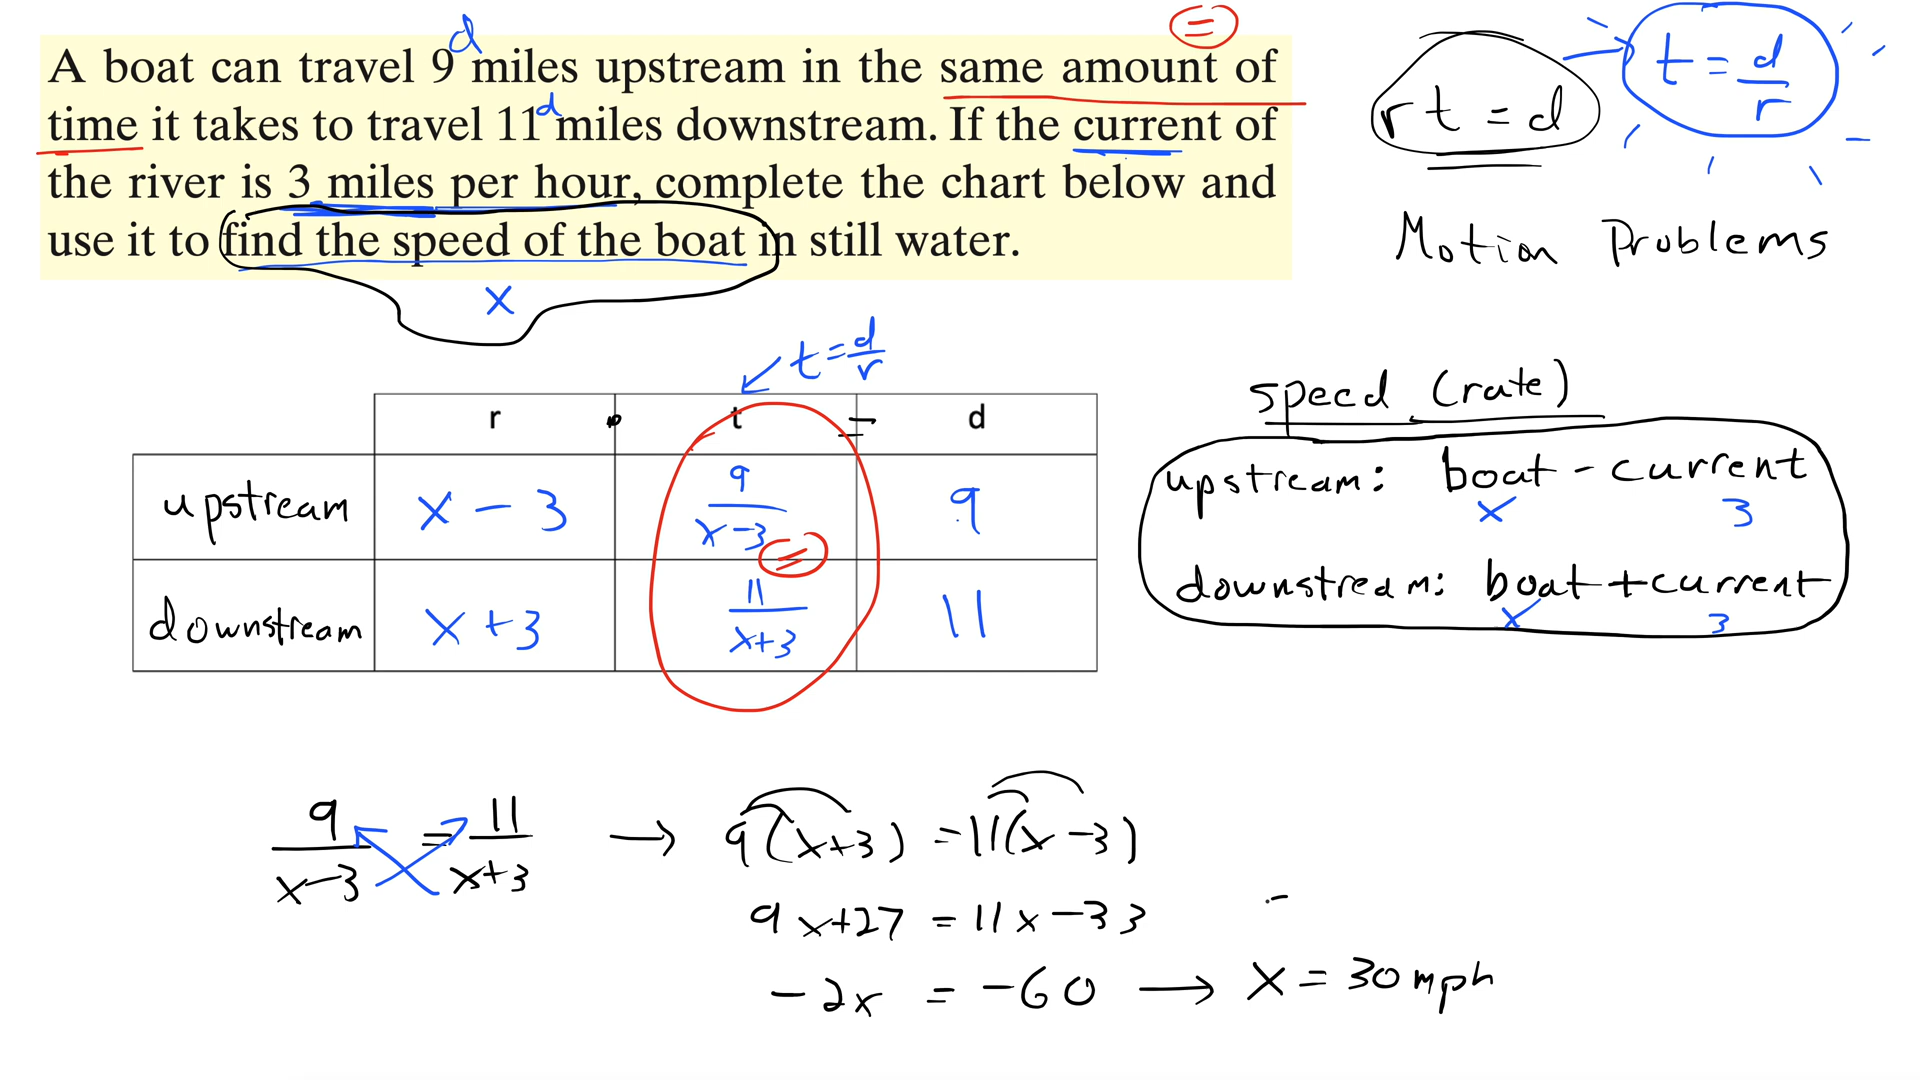 =
d
A boat can travel 9 miles upstream in the same amount of
d
time it takes to travel 11 miles downstream. If the current of
the river is 3 miles per hour, complete the chart below and
use it to find the speed of the boat in still water.
x
rt = d
t = d/r
Motion Problems
t = d/r
r • t = d
upstream x - 3 9/(x-3) 9
=
downstream x + 3 11/(x+3) 11
speed (rate)
upstream: boat - current
x 3
downstream: boat + current
x 3
9/(x-3) = 11/(x+3) → 9(x+3) = 11(x-3)
9x+27 = 11x-33
-2x = -60 → x = 30 mph